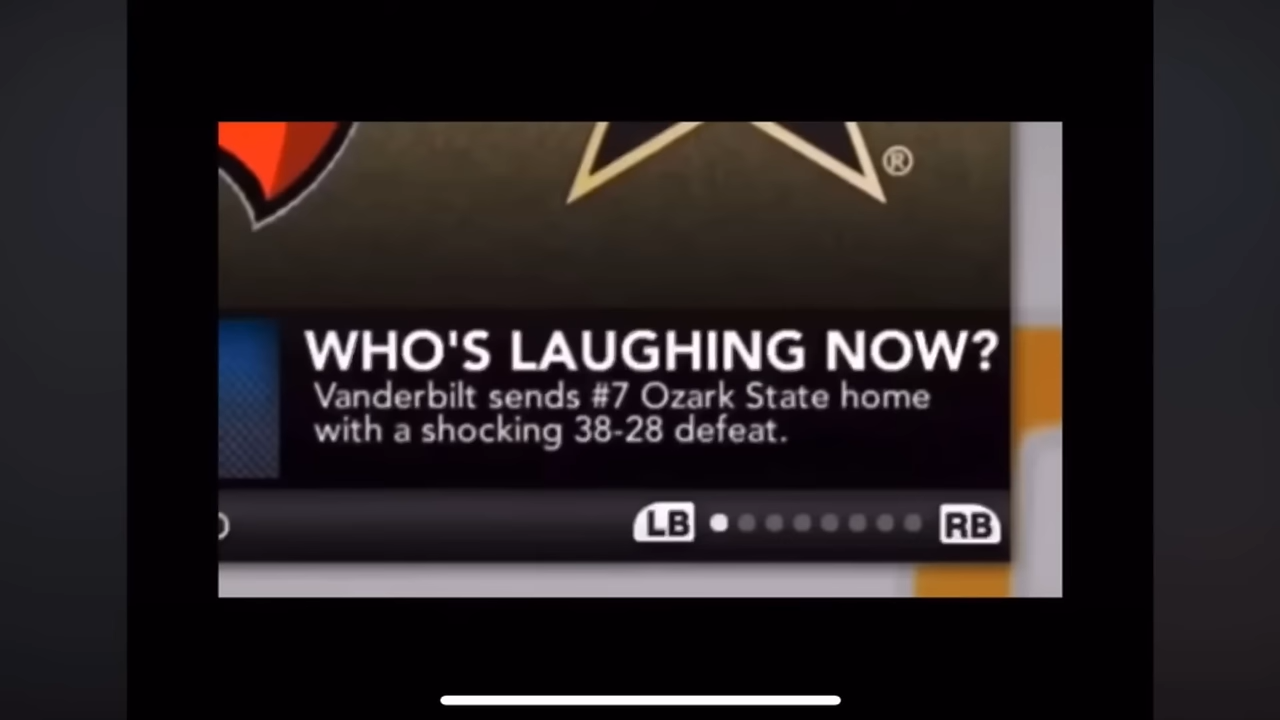 ®
WHO'S LAUGHING NOW?
Vanderbilt sends #7 Ozark State home
with a shocking 38-28 defeat.
LB RB